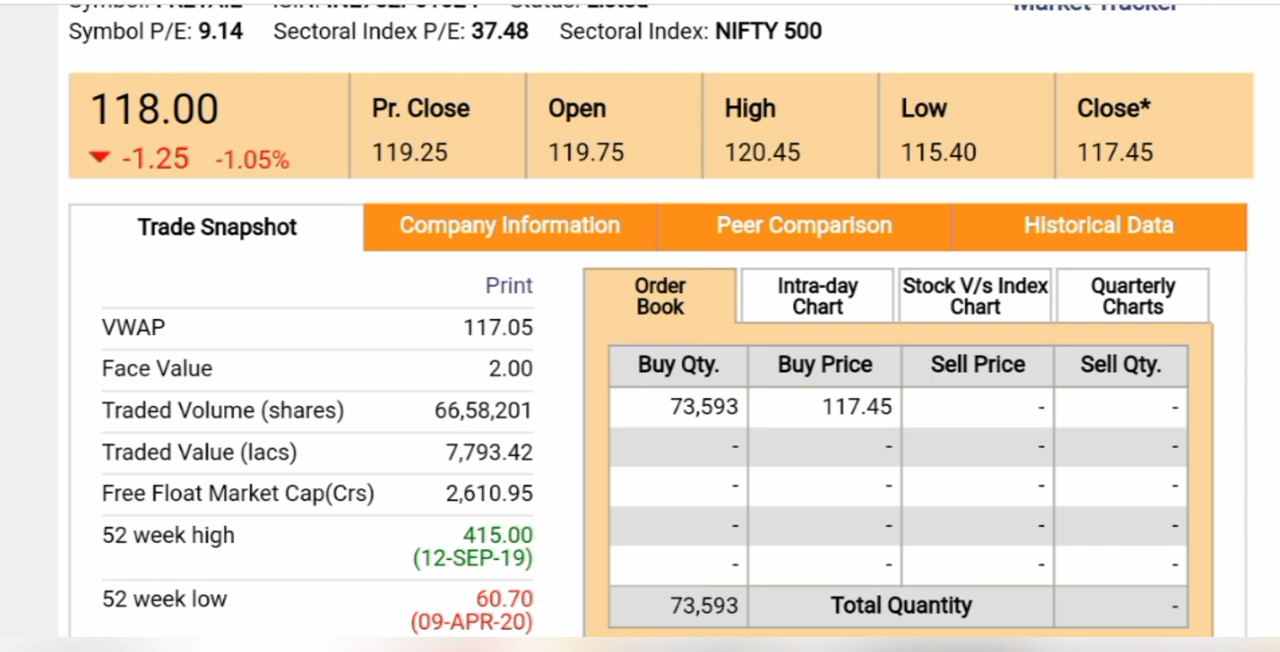 Symbol P/E: 9.14 Sectoral Index P/E: 37.48 Sectoral Index: NIFTY 500
118.00 Pr. Close Open High Low Close*
-1.25 -1.05% 119.25 119.75 120.45 115.40 117.45
Trade Snapshot Company Information Peer Comparison Historical Data
Print
VWAP 117.05
Face Value 2.00
Traded Volume (shares) 66,58,201
Traded Value (lacs) 7,793.42
Free Float Market Cap(Crs) 2,610.95
52 week high 415.00
(12-SEP-19)
52 week low 60.70
(09-APR-20)
Order Intra-day Stock V/s Index Quarterly
Book Chart Chart Charts
Buy Qty. Buy Price Sell Price Sell Qty.
73,593 117.45 - -
- - - -
- - - -
- - - -
- - - -
73,593 Total Quantity -